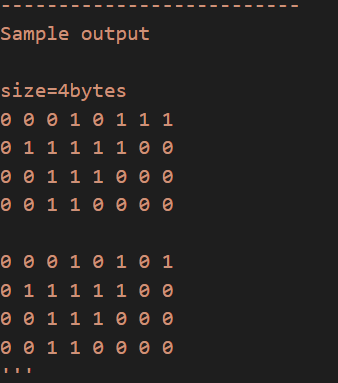 --------------------------
Sample output
size=4bytes
0 0 0 1 0 1 1 1
0 1 1 1 1 1 0 0
0 0 1 1 1 0 0 0
0 0 1 1 0 0 0 0
0 0 0 1 0 1 0 1
0 1 1 1 1 1 0 0
0 0 1 1 1 0 0 0
0 0 1 1 0 0 0 0
'''